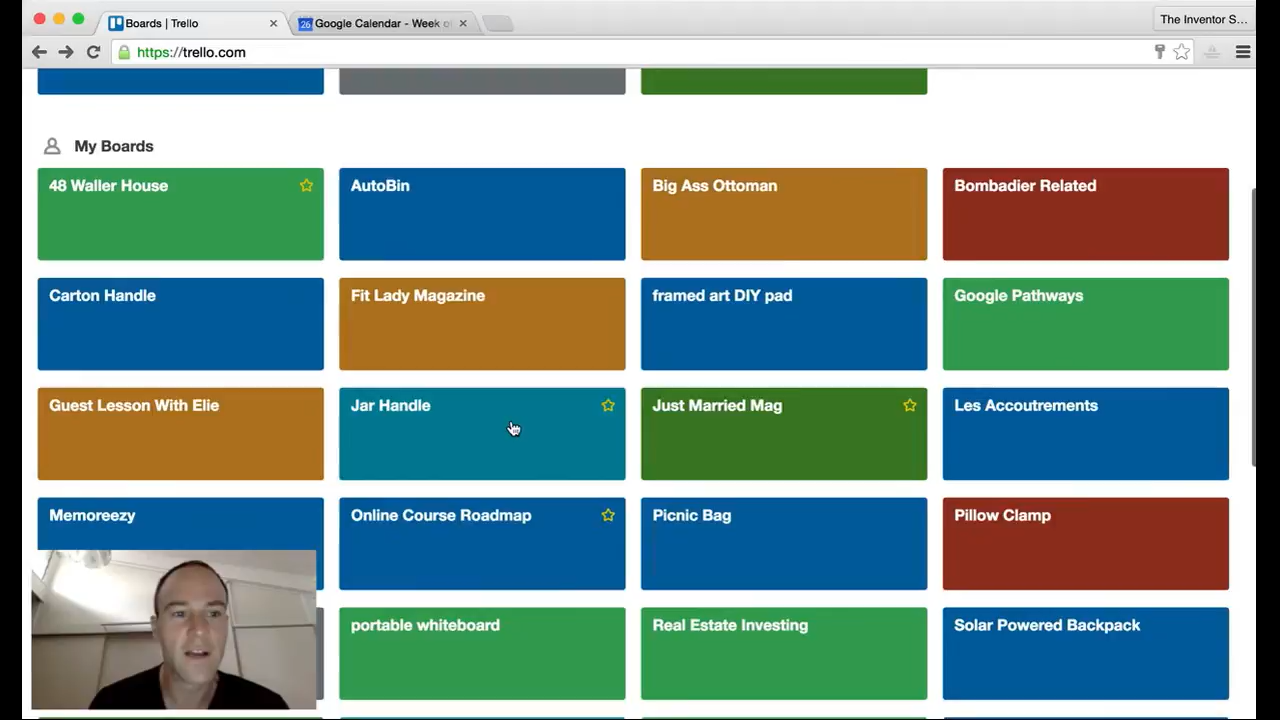 Boards | Trello
Google Calendar - Week o
The Inventor S...
https://trello.com
My Boards
48 Waller House
AutoBin
Big Ass Ottoman
Bombadier Related
Carton Handle
Fit Lady Magazine
framed art DIY pad
Google Pathways
Guest Lesson With Elie
Jar Handle
Just Married Mag
Les Accoutrements
Memoreezy
Online Course Roadmap
Picnic Bag
Pillow Clamp
portable whiteboard
Real Estate Investing
Solar Powered Backpack